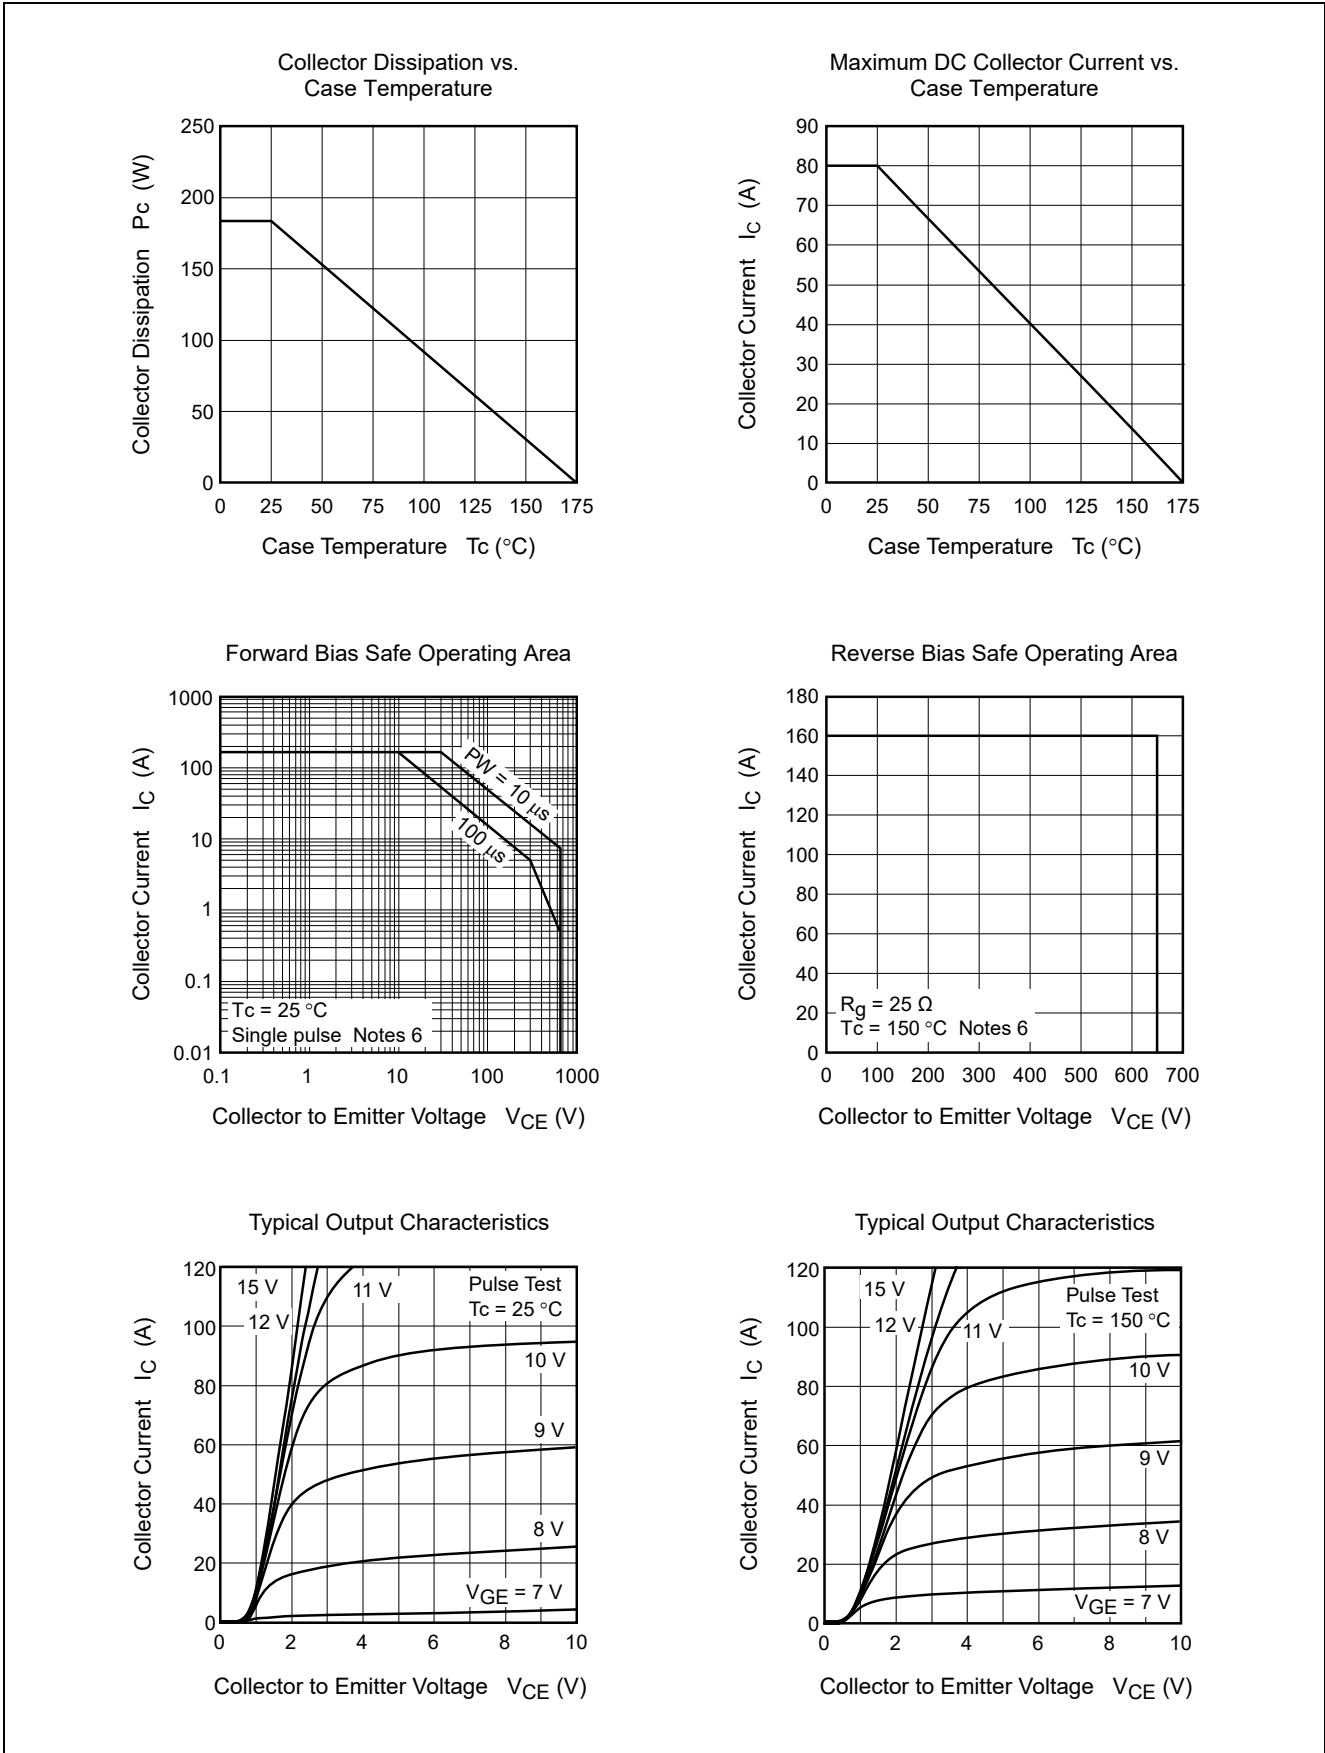 Collector Dissipation vs.
Case Temperature
250
200
150
100
50
0
0 25 50 75 100 125 150 175
Collector Dissipation Pc (W)
Case Temperature Tc (°C)
Maximum DC Collector Current vs.
Case Temperature
90
80
70
60
50
40
30
20
10
0
0 25 50 75 100 125 150 175
Collector Current IC (A)
Case Temperature Tc (°C)
Forward Bias Safe Operating Area
1000
100
10
1
0.1
0.01
0.1 1 10 100 1000
PW = 10 μs
100 μs
Tc = 25 °C
Single pulse Notes 6
Collector Current IC (A)
Collector to Emitter Voltage VCE (V)
Reverse Bias Safe Operating Area
180
160
140
120
100
80
60
40
20
0
0 100 200 300 400 500 600 700
Rg = 25 Ω
Tc = 150 °C Notes 6
Collector Current IC (A)
Collector to Emitter Voltage VCE (V)
Typical Output Characteristics
120
100
80
60
40
20
0
0 2 4 6 8 10
15 V
12 V
11 V
Pulse Test
Tc = 25 °C
10 V
9 V
8 V
VGE = 7 V
Collector Current IC (A)
Collector to Emitter Voltage VCE (V)
Typical Output Characteristics
120
100
80
60
40
20
0
0 2 4 6 8 10
15 V
12 V
11 V
Pulse Test
Tc = 150 °C
10 V
9 V
8 V
VGE = 7 V
Collector Current IC (A)
Collector to Emitter Voltage VCE (V)